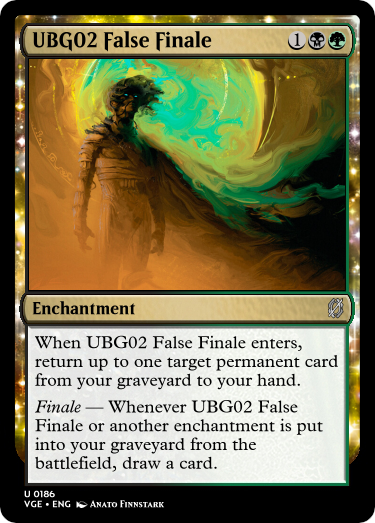 UBG02 False Finale
1
Enchantment
When UBG02 False Finale enters,
return up to one target permanent card
from your graveyard to your hand.
Finale — Whenever UBG02 False
Finale or another enchantment is put
into your graveyard from the
battlefield, draw a card.
U 0186
VGE • ENG Anato Finnstark